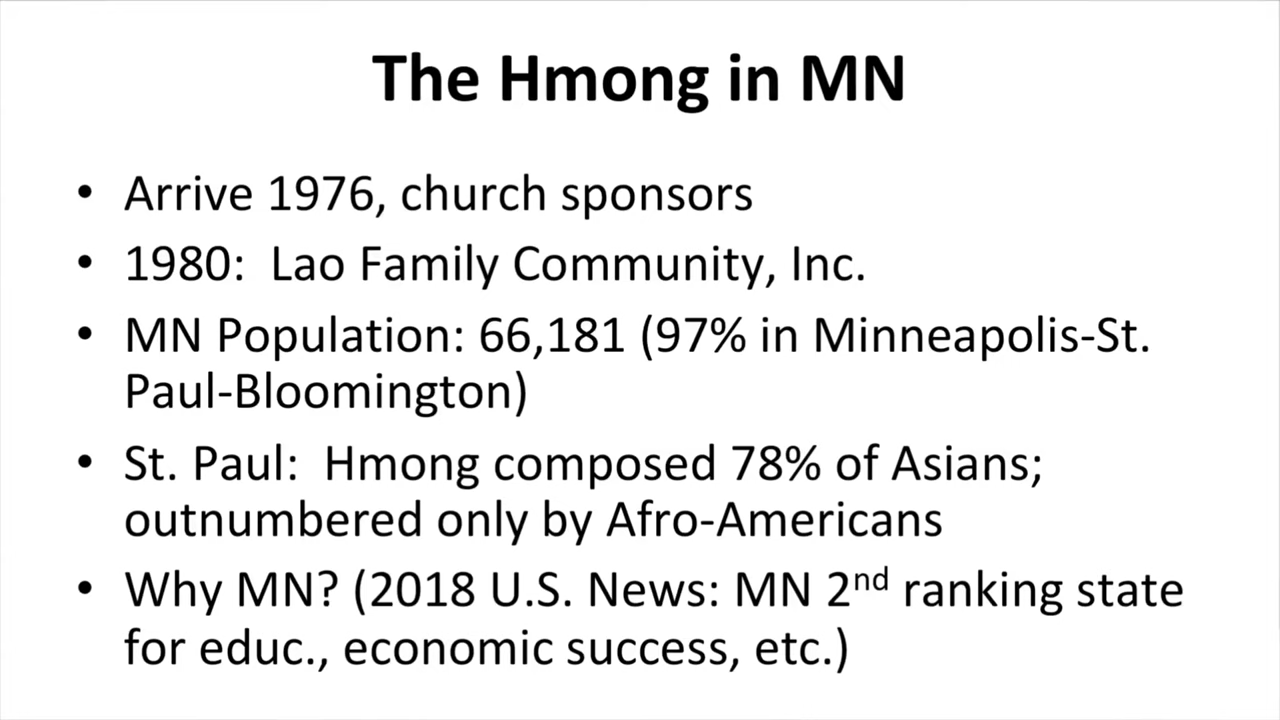 The Hmong in MN
• Arrive 1976, church sponsors
• 1980:  Lao Family Community, Inc.
• MN Population: 66,181 (97% in Minneapolis-St.
Paul-Bloomington)
• St. Paul:  Hmong composed 78% of Asians;
outnumbered only by Afro-Americans
• Why MN? (2018 U.S. News: MN 2nd ranking state
for educ., economic success, etc.)